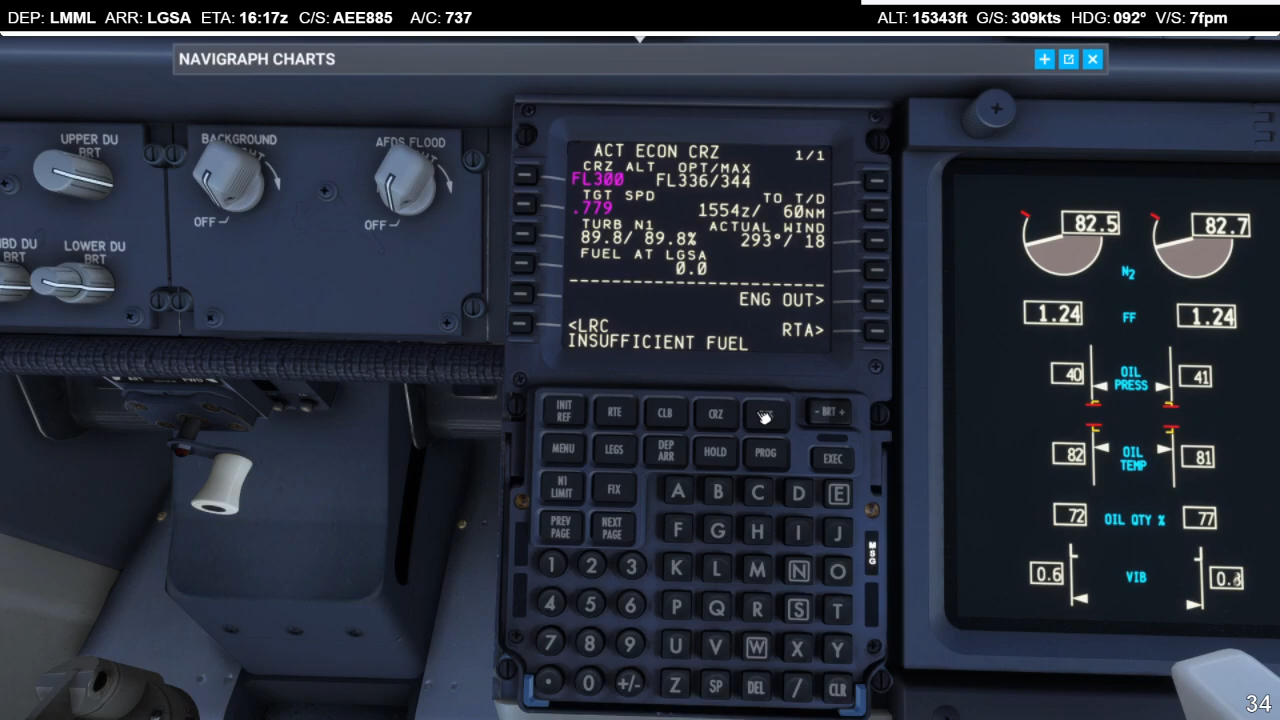 DEP: LMML ARR: LGSA ETA: 16:17z C/S: AEE885 A/C: 737
ALT: 15343ft G/S: 309kts HDG: 092° V/S: 7fpm
NAVIGRAPH CHARTS
UPPER DU
BRT
BACKGROUND
OFF
AFDS FLOOD
OFF
BD DU
BRT
LOWER DU
BRT
ACT ECON CRZ 1/1
CRZ ALT OPT/MAX
FL300 FL336/344
TGT SPD TO T/D
.779 1554z/ 60NM
TURB N1 ACTUAL WIND
89.8/ 89.8% 293°/ 18
FUEL AT LGSA
0.0
ENG OUT>
<LRC RTA>
INSUFFICIENT FUEL
INIT
REF
RTE
CLB
CRZ
- BRT +
MENU
LEGS
DEP
ARR
HOLD
PROG
EXEC
N1
LIMIT
FIX
A B C D E
PREV
PAGE
NEXT
PAGE
F G H I J
1 2 3 K L M N O
4 5 6 P Q R S T
7 8 9 U V W X Y
. 0 +/- Z SP DEL / CLR
MSG
82.5 82.7
N2
1.24 FF 1.24
40 OIL
PRESS 41
82 OIL
TEMP 81
72 OIL QTY % 77
0.6 VIB
34